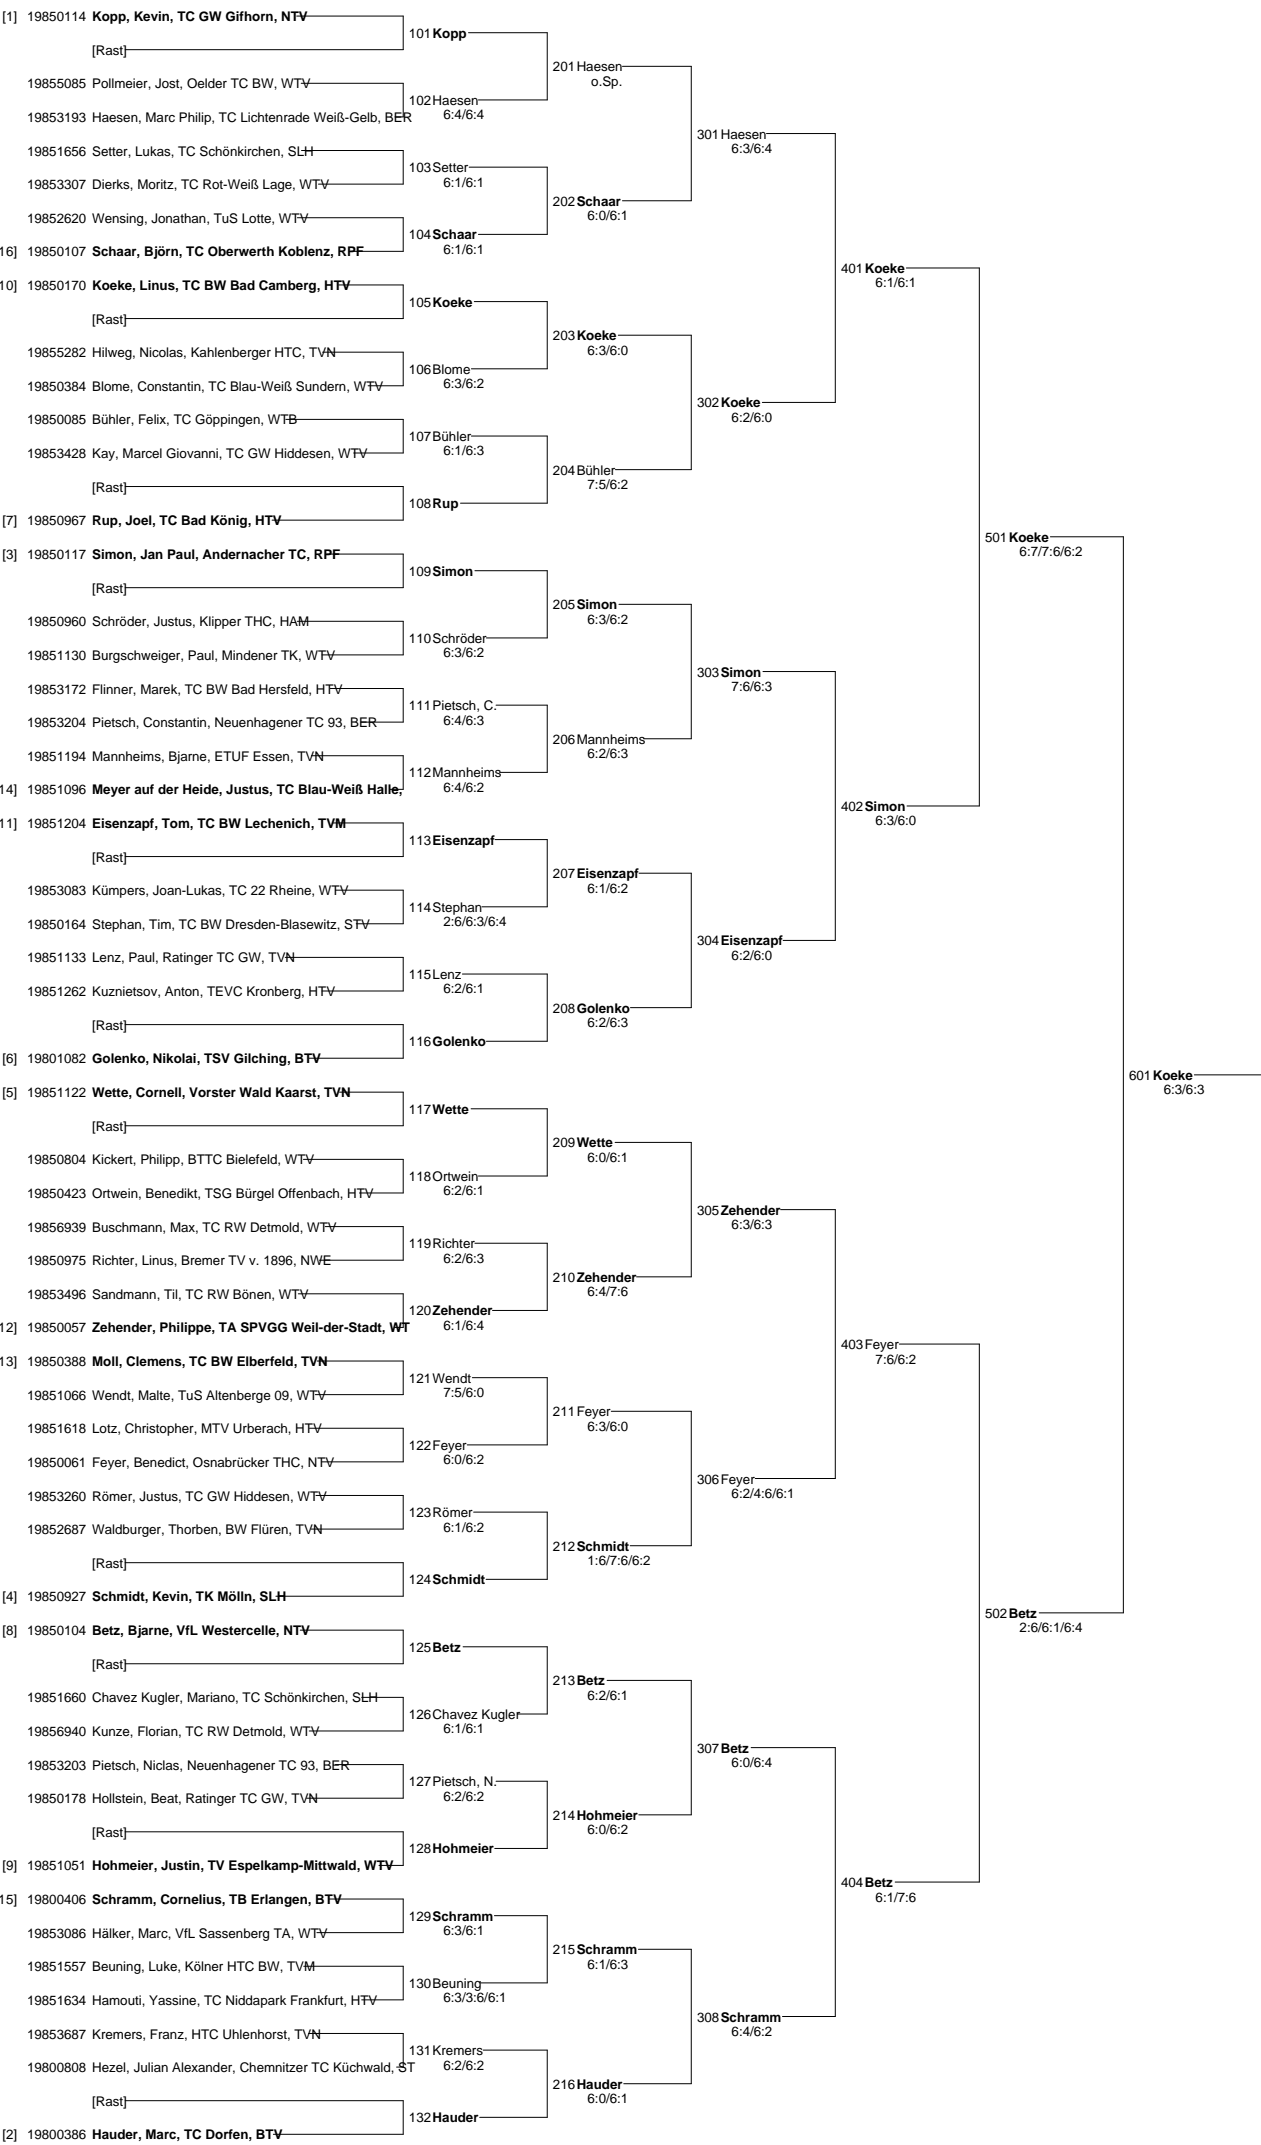 [1] 19850114 Kopp, Kevin, TC GW Gifhorn, NTV
101 Kopp
[Rast]
201 Haesen
o.Sp.
19855085 Pollmeier, Jost, Oelder TC BW, WTV
102 Haesen
6:4/6:4
19853193 Haesen, Marc Philip, TC Lichtenrade Weiß-Gelb, BER
301 Haesen
6:3/6:4
19851656 Setter, Lukas, TC Schönkirchen, SLH
103 Setter
6:1/6:1
19853307 Dierks, Moritz, TC Rot-Weiß Lage, WTV
202 Schaar
6:0/6:1
19852620 Wensing, Jonathan, TuS Lotte, WTV
104 Schaar
6:1/6:1
16] 19850107 Schaar, Björn, TC Oberwerth Koblenz, RPF
401 Koeke
6:1/6:1
10] 19850170 Koeke, Linus, TC BW Bad Camberg, HTV
105 Koeke
[Rast]
203 Koeke
6:3/6:0
19855282 Hilweg, Nicolas, Kahlenberger HTC, TVN
106 Blome
6:3/6:2
19850384 Blome, Constantin, TC Blau-Weiß Sundern, WTV
302 Koeke
6:2/6:0
19850085 Bühler, Felix, TC Göppingen, WTB
107 Bühler
6:1/6:3
19853428 Kay, Marcel Giovanni, TC GW Hiddesen, WTV
204 Bühler
7:5/6:2
[Rast]
108 Rup
[7] 19850967 Rup, Joel, TC Bad König, HTV
501 Koeke
6:7/7:6/6:2
[3] 19850117 Simon, Jan Paul, Andernacher TC, RPF
109 Simon
[Rast]
205 Simon
6:3/6:2
19850960 Schröder, Justus, Klipper THC, HAM
110 Schröder
6:3/6:2
19851130 Burgschweiger, Paul, Mindener TK, WTV
303 Simon
7:6/6:3
19853172 Flinner, Marek, TC BW Bad Hersfeld, HTV
111 Pietsch, C.
6:4/6:3
19853204 Pietsch, Constantin, Neuenhagener TC 93, BER
206 Mannheims
6:2/6:3
19851194 Mannheims, Bjarne, ETUF Essen, TVN
112 Mannheims
6:4/6:2
14] 19851096 Meyer auf der Heide, Justus, TC Blau-Weiß Halle,
402 Simon
6:3/6:0
11] 19851204 Eisenzapf, Tom, TC BW Lechenich, TVM
113 Eisenzapf
[Rast]
207 Eisenzapf
6:1/6:2
19853083 Kümpers, Joan-Lukas, TC 22 Rheine, WTV
114 Stephan
2:6/6:3/6:4
19850164 Stephan, Tim, TC BW Dresden-Blasewitz, STV
304 Eisenzapf
6:2/6:0
19851133 Lenz, Paul, Ratinger TC GW, TVN
115 Lenz
6:2/6:1
19851262 Kuznietsov, Anton, TEVC Kronberg, HTV
208 Golenko
6:2/6:3
[Rast]
116 Golenko
[6] 19801082 Golenko, Nikolai, TSV Gilching, BTV
601 Koeke
6:3/6:3
[5] 19851122 Wette, Cornell, Vorster Wald Kaarst, TVN
117 Wette
[Rast]
209 Wette
6:0/6:1
19850804 Kickert, Philipp, BTTC Bielefeld, WTV
118 Ortwein
6:2/6:1
19850423 Ortwein, Benedikt, TSG Bürgel Offenbach, HTV
305 Zehender
6:3/6:3
19856939 Buschmann, Max, TC RW Detmold, WTV
119 Richter
6:2/6:3
19850975 Richter, Linus, Bremer TV v. 1896, NWE
210 Zehender
6:4/7:6
19853496 Sandmann, Til, TC RW Bönen, WTV
120 Zehender
6:1/6:4
12] 19850057 Zehender, Philippe, TA SPVGG Weil-der-Stadt, WT
403 Feyer
7:6/6:2
13] 19850388 Moll, Clemens, TC BW Elberfeld, TVN
121 Wendt
7:5/6:0
19851066 Wendt, Malte, TuS Altenberge 09, WTV
211 Feyer
6:3/6:0
19851618 Lotz, Christopher, MTV Urberach, HTV
122 Feyer
6:0/6:2
19850061 Feyer, Benedict, Osnabrücker THC, NTV
306 Feyer
6:2/4:6/6:1
19853260 Römer, Justus, TC GW Hiddesen, WTV
123 Römer
6:1/6:2
19852687 Waldburger, Thorben, BW Flüren, TVN
212 Schmidt
1:6/7:6/6:2
[Rast]
124 Schmidt
[4] 19850927 Schmidt, Kevin, TK Mölln, SLH
502 Betz
2:6/6:1/6:4
[8] 19850104 Betz, Bjarne, VfL Westercelle, NTV
125 Betz
[Rast]
213 Betz
6:2/6:1
19851660 Chavez Kugler, Mariano, TC Schönkirchen, SLH
126 Chavez Kugler
6:1/6:1
19856940 Kunze, Florian, TC RW Detmold, WTV
307 Betz
6:0/6:4
19853203 Pietsch, Niclas, Neuenhagener TC 93, BER
127 Pietsch, N.
6:2/6:2
19850178 Hollstein, Beat, Ratinger TC GW, TVN
214 Hohmeier
6:0/6:2
[Rast]
128 Hohmeier
[9] 19851051 Hohmeier, Justin, TV Espelkamp-Mittwald, WTV
404 Betz
6:1/7:6
15] 19800406 Schramm, Cornelius, TB Erlangen, BTV
129 Schramm
6:3/6:1
19853086 Hälker, Marc, VfL Sassenberg TA, WTV
215 Schramm
6:1/6:3
19851557 Beuning, Luke, Kölner HTC BW, TVM
130 Beuning
6:3/3:6/6:1
19851634 Hamouti, Yassine, TC Niddapark Frankfurt, HTV
308 Schramm
6:4/6:2
19853687 Kremers, Franz, HTC Uhlenhorst, TVN
131 Kremers
6:2/6:2
19800808 Hezel, Julian Alexander, Chemnitzer TC Küchwald, ST
216 Hauder
6:0/6:1
[Rast]
132 Hauder
[2] 19800386 Hauder, Marc, TC Dorfen, BTV